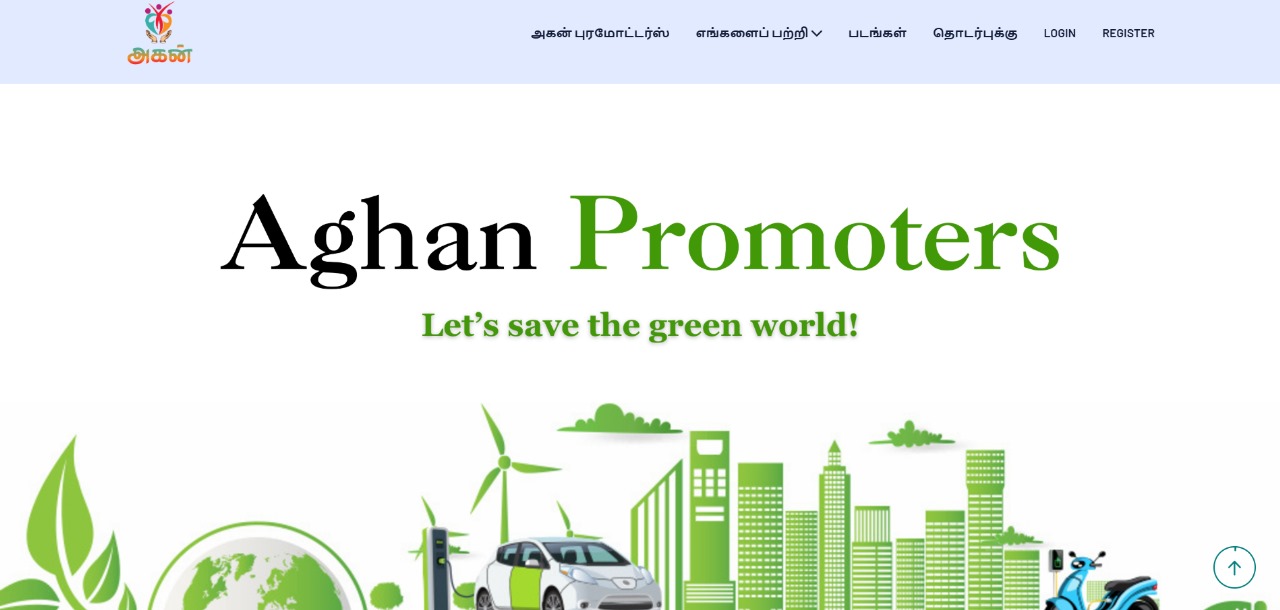 அகன்
அகன் புரமோட்டர்ஸ் எங்களைப் பற்றி படங்கள் தொடர்புக்கு LOGIN REGISTER
Aghan Promoters
Let's save the green world!